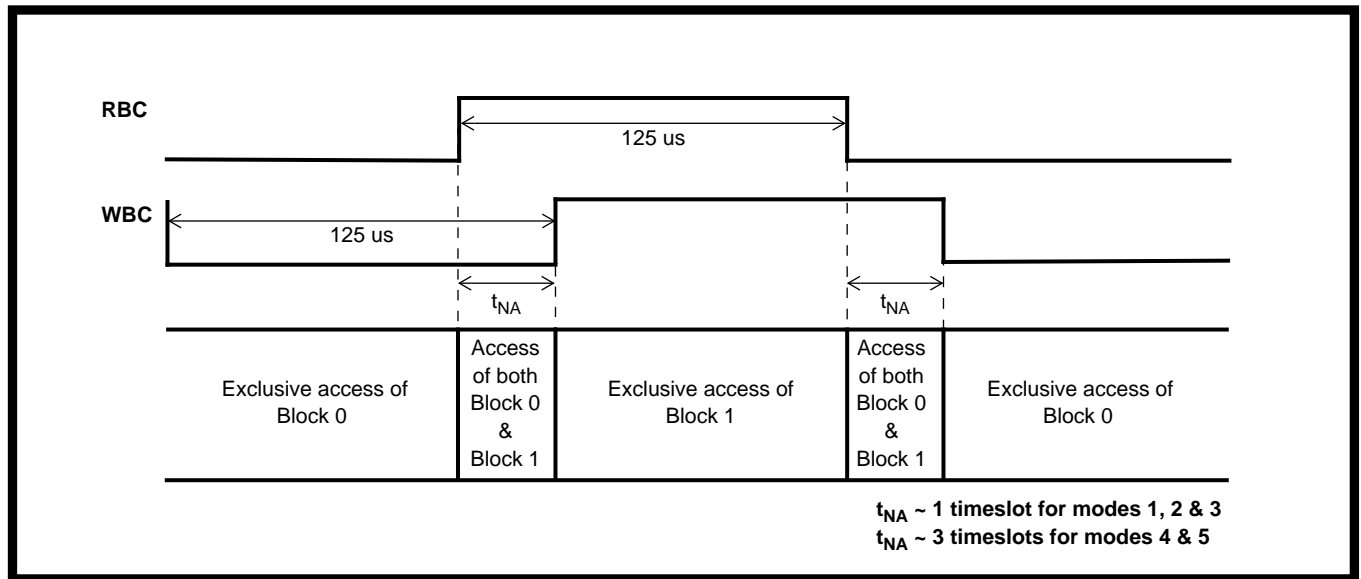 RBC
125 us
WBC
125 us
tNA
tNA
Exclusive access of
Block 0
Access
of both
Block 0
&
Block 1
Exclusive access of
Block 1
Access
of both
Block 0
&
Block 1
Exclusive access of
Block 0
tNA ~ 1 timeslot for modes 1, 2 & 3
tNA ~ 3 timeslots for modes 4 & 5